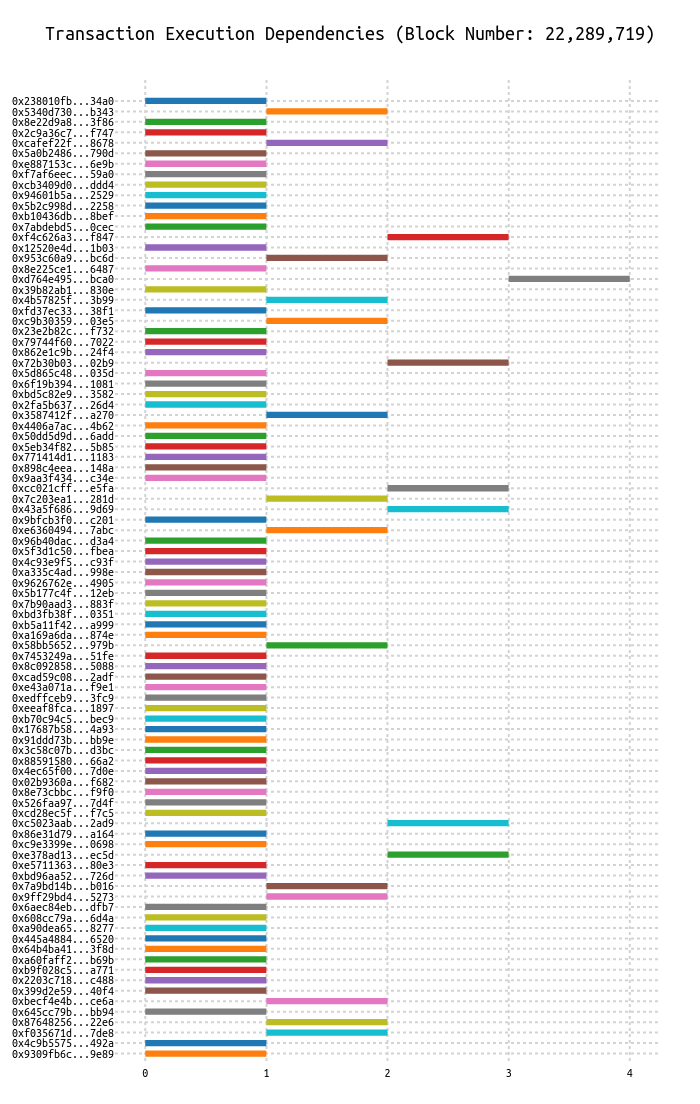 Transaction Execution Dependencies (Block Number: 22,289,719)
0x238010fb...34a0
0x5340d730...b343
0x8e22d9a8...3f86
0x2c9a36c7...f747
0xcafef22f...8678
0x5a0b2486...790d
0xe887153c...6e9b
0xf7af6eec...59a0
0xcb3409d0...ddd4
0x94601b5a...2529
0x5b2c998d...2258
0xb10436db...8bef
0x7abdebd5...0cec
0xf4c626a3...f847
0x12520e4d...1b03
0x953c60a9...bc6d
0x8e225ce1...6487
0xd764e495...bca0
0x39b82ab1...830e
0x4b57825f...3b99
0xfd37ec33...38f1
0xc9b30359...03e5
0x23e2b82c...f732
0x79744f60...7022
0x862e1c9b...24f4
0x72b30b03...02b9
0x5d865c48...035d
0x6f19b394...1081
0xbd5c82e9...3582
0x2fa5b637...26d4
0x3587412f...a270
0x4406a7ac...4b62
0x50dd5d9d...6add
0x5eb34f82...5b85
0x771414d1...1183
0x898c4eea...148a
0x9aa3f434...c34e
0xcc021cff...e5fa
0x7c203ea1...281d
0x43a5f686...9d69
0x9bfcb3f0...c201
0xe6360494...7abc
0x96b40dac...d3a4
0x5f3d1c50...fbea
0x4c93e9f5...c93f
0xa335c4ad...998e
0x9626762e...4905
0x5b177c4f...12eb
0x7b90aad3...883f
0xbd3fb38f...0351
0xb5a11f42...a999
0xa169a6da...874e
0x58bb5652...979b
0x7453249a...51fe
0x8c092858...5088
0xcad59c08...2adf
0xe43a071a...f9e1
0xedffceb9...3fc9
0xeeaf8fca...1897
0xb70c94c5...bec9
0x17687b58...4a93
0x91ddd73b...bb9e
0x3c58c07b...d3bc
0x88591580...66a2
0x4ec65f00...7d0e
0x02b9360a...f682
0x8e73cbbc...f9f0
0x526faa97...7d4f
0xcd28ec5f...f7c5
0xc5023aab...2ad9
0x86e31d79...a164
0xc9e3399e...0698
0xe378ad13...ec5d
0xe5711363...80e3
0xbd96aa52...726d
0x7a9bd14b...b016
0x9ff29bd4...5273
0x6aec84eb...dfb7
0x608cc79a...6d4a
0xa90dea65...8277
0x445a4884...6520
0x64b4ba41...3f8d
0xa60faff2...b69b
0xb9f028c5...a771
0x2203c718...c488
0x399d2e59...40f4
0xbecf4e4b...ce6a
0x645cc79b...bb94
0x87648256...22e6
0xf035671d...7de8
0x4c9b5575...492a
0x9309fb6c...9e89
0 1 2 3 4